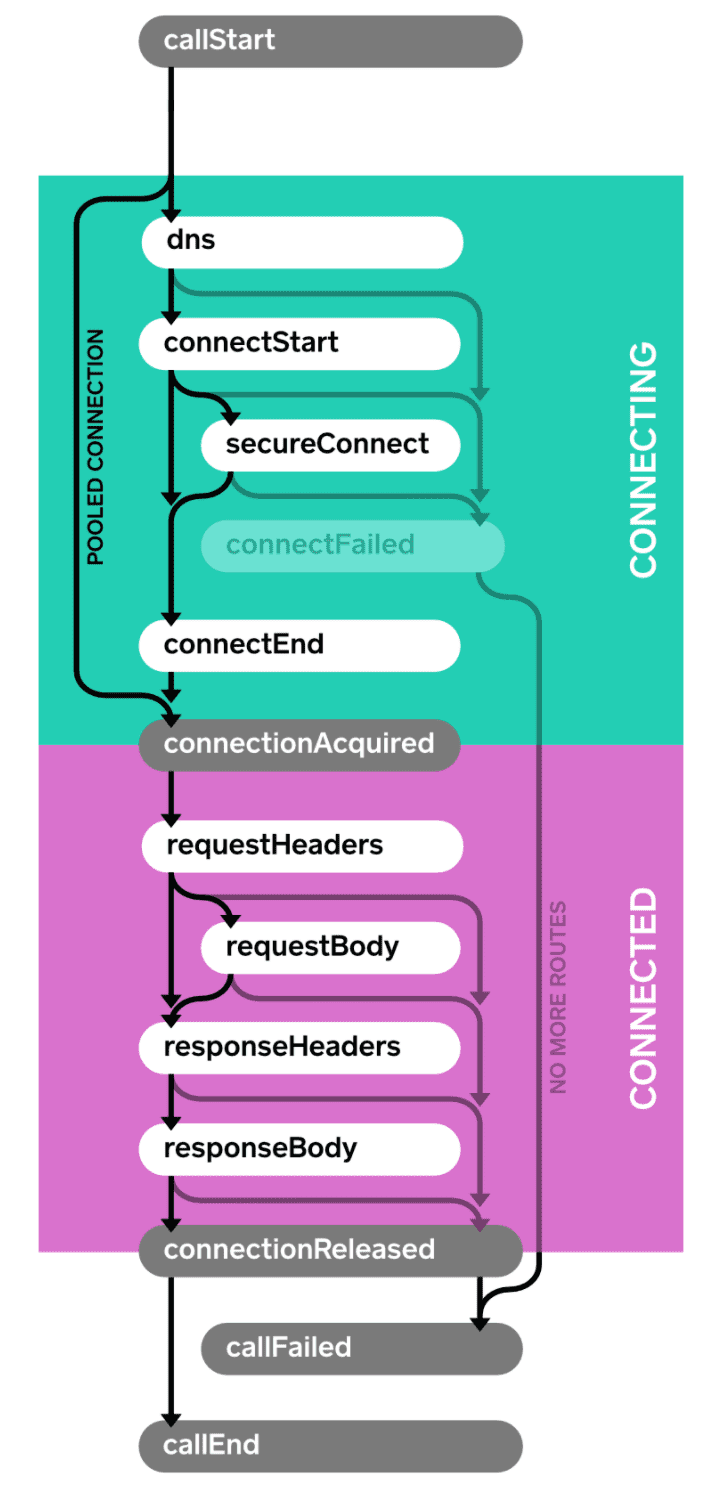 callStart
dns
connectStart
secureConnect
connectFailed
connectEnd
connectionAcquired
POOLED CONNECTION
CONNECTING
requestHeaders
requestBody
responseHeaders
responseBody
connectionReleased
NO MORE ROUTES
CONNECTED
callFailed
callEnd